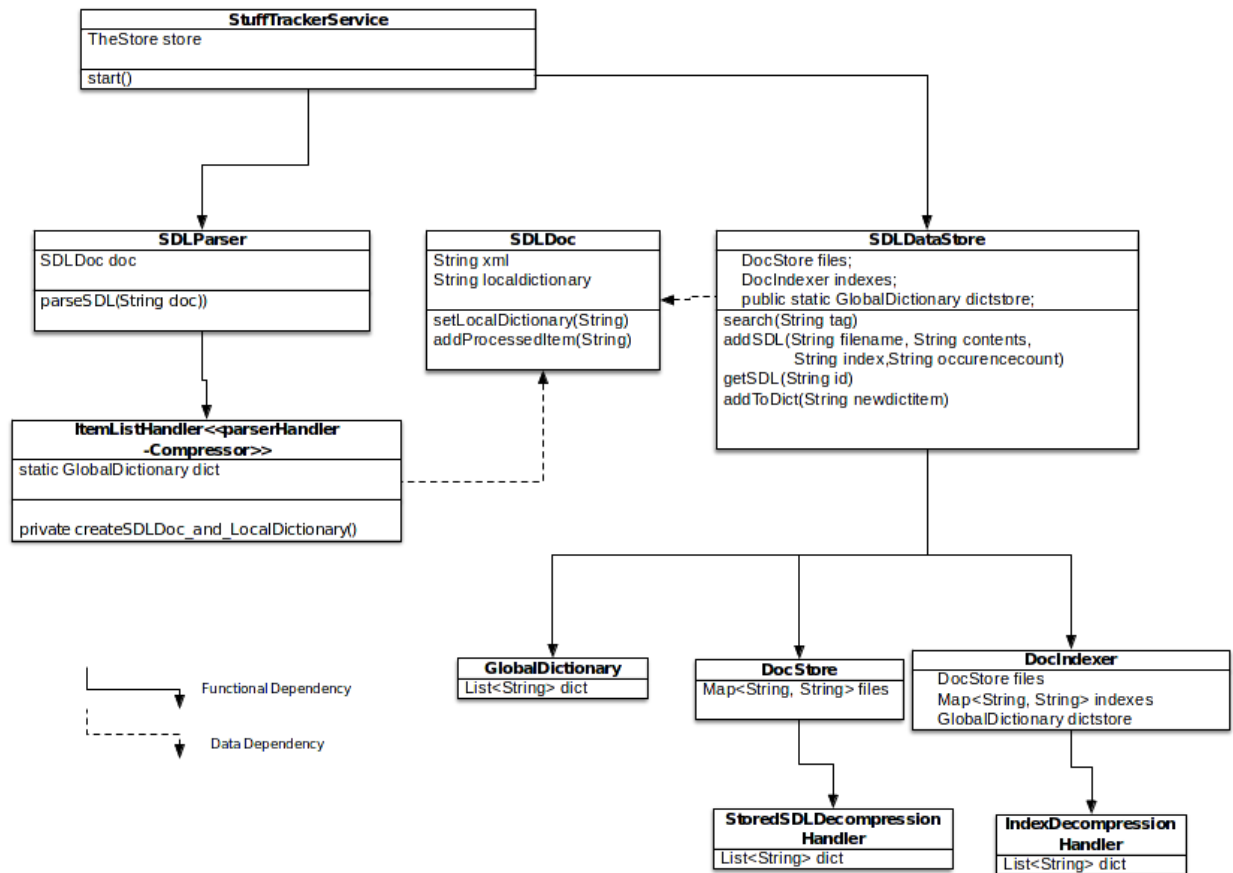 StuffTrackerService
TheStore store
start()
SDLParser
SDLDoc doc
parseSDL(String doc))
SDLDoc
String xml
String localdictionary
setLocalDictionary(String)
addProcessedItem(String)
SDLDataStore
DocStore files;
DocIndexer indexes;
public static GlobalDictionary dictstore;
search(String tag)
addSDL(String filename, String contents,
String index,String occurencecount)
getSDL(String id)
addToDict(String newdictitem)
ItemListHandler<<parserHandler
-Compressor>>
static GlobalDictionary dict
private createSDLDoc_and_LocalDictionary()
GlobalDictionary
List<String> dict
DocStore
Map<String, String> files
DocIndexer
DocStore files
Map<String, String> indexes
GlobalDictionary dictstore
Functional Dependency
Data Dependency
StoredSDLDecompression
Handler
List<String> dict
IndexDecompression
Handler
List<String> dict